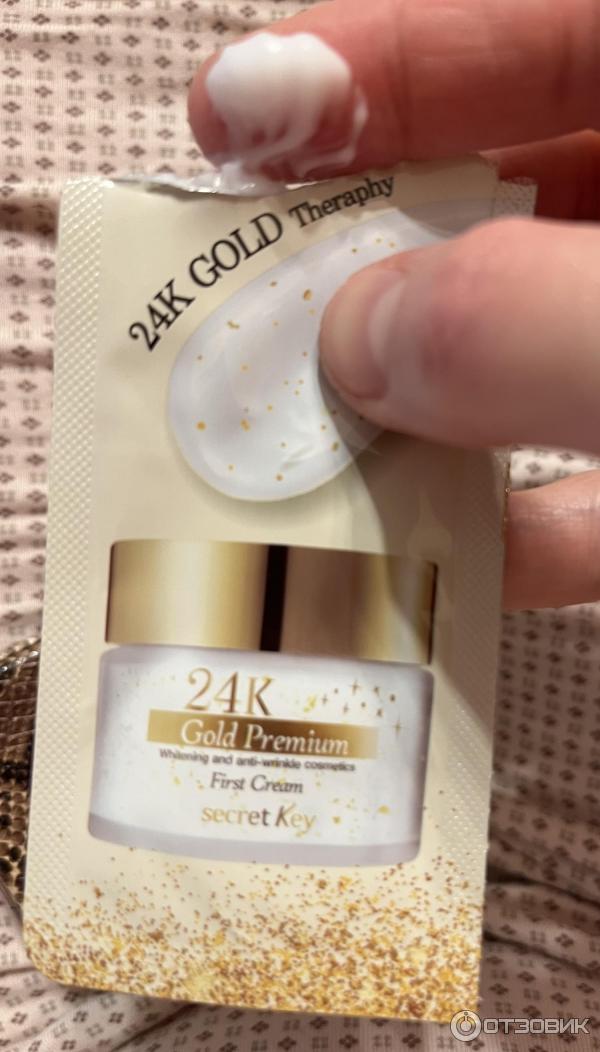 24K GOLD Theraphy
24K
Gold Premium
Whitening and anti-wrinkle cosmetics
First Cream
secret Key
ОТЗОВИК